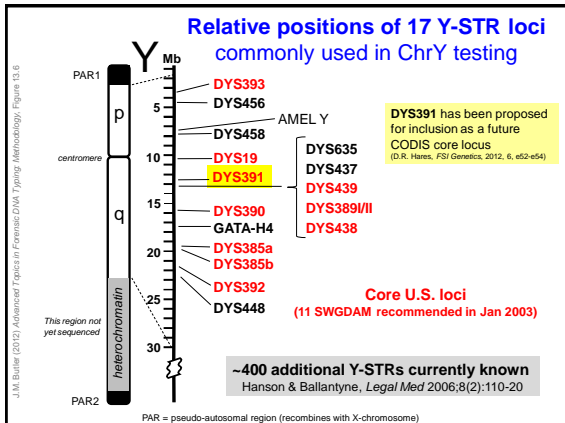 Relative positions of 17 Y-STR loci
commonly used in ChrY testing
J.M. Butler (2012) Advanced Topics in Forensic DNA Typing: Methodology, Figure 13.6
Y
Mb
PAR1
p
centromere
q
heterochromatin
This region not
yet sequenced
PAR2
5
10
15
20
25
30
DYS393
DYS456
AMEL Y
DYS458
DYS19
DYS391
DYS635
DYS437
DYS439
DYS389I/II
DYS438
DYS390
GATA-H4
DYS385a
DYS385b
DYS392
DYS448
DYS391 has been proposed
for inclusion as a future
CODIS core locus
(D.R. Hares, FSI Genetics, 2012, 6, e52-e54)
Core U.S. loci
(11 SWGDAM recommended in Jan 2003)
~400 additional Y-STRs currently known
Hanson & Ballantyne, Legal Med 2006;8(2):110-20
PAR = pseudo-autosomal region (recombines with X-chromosome)